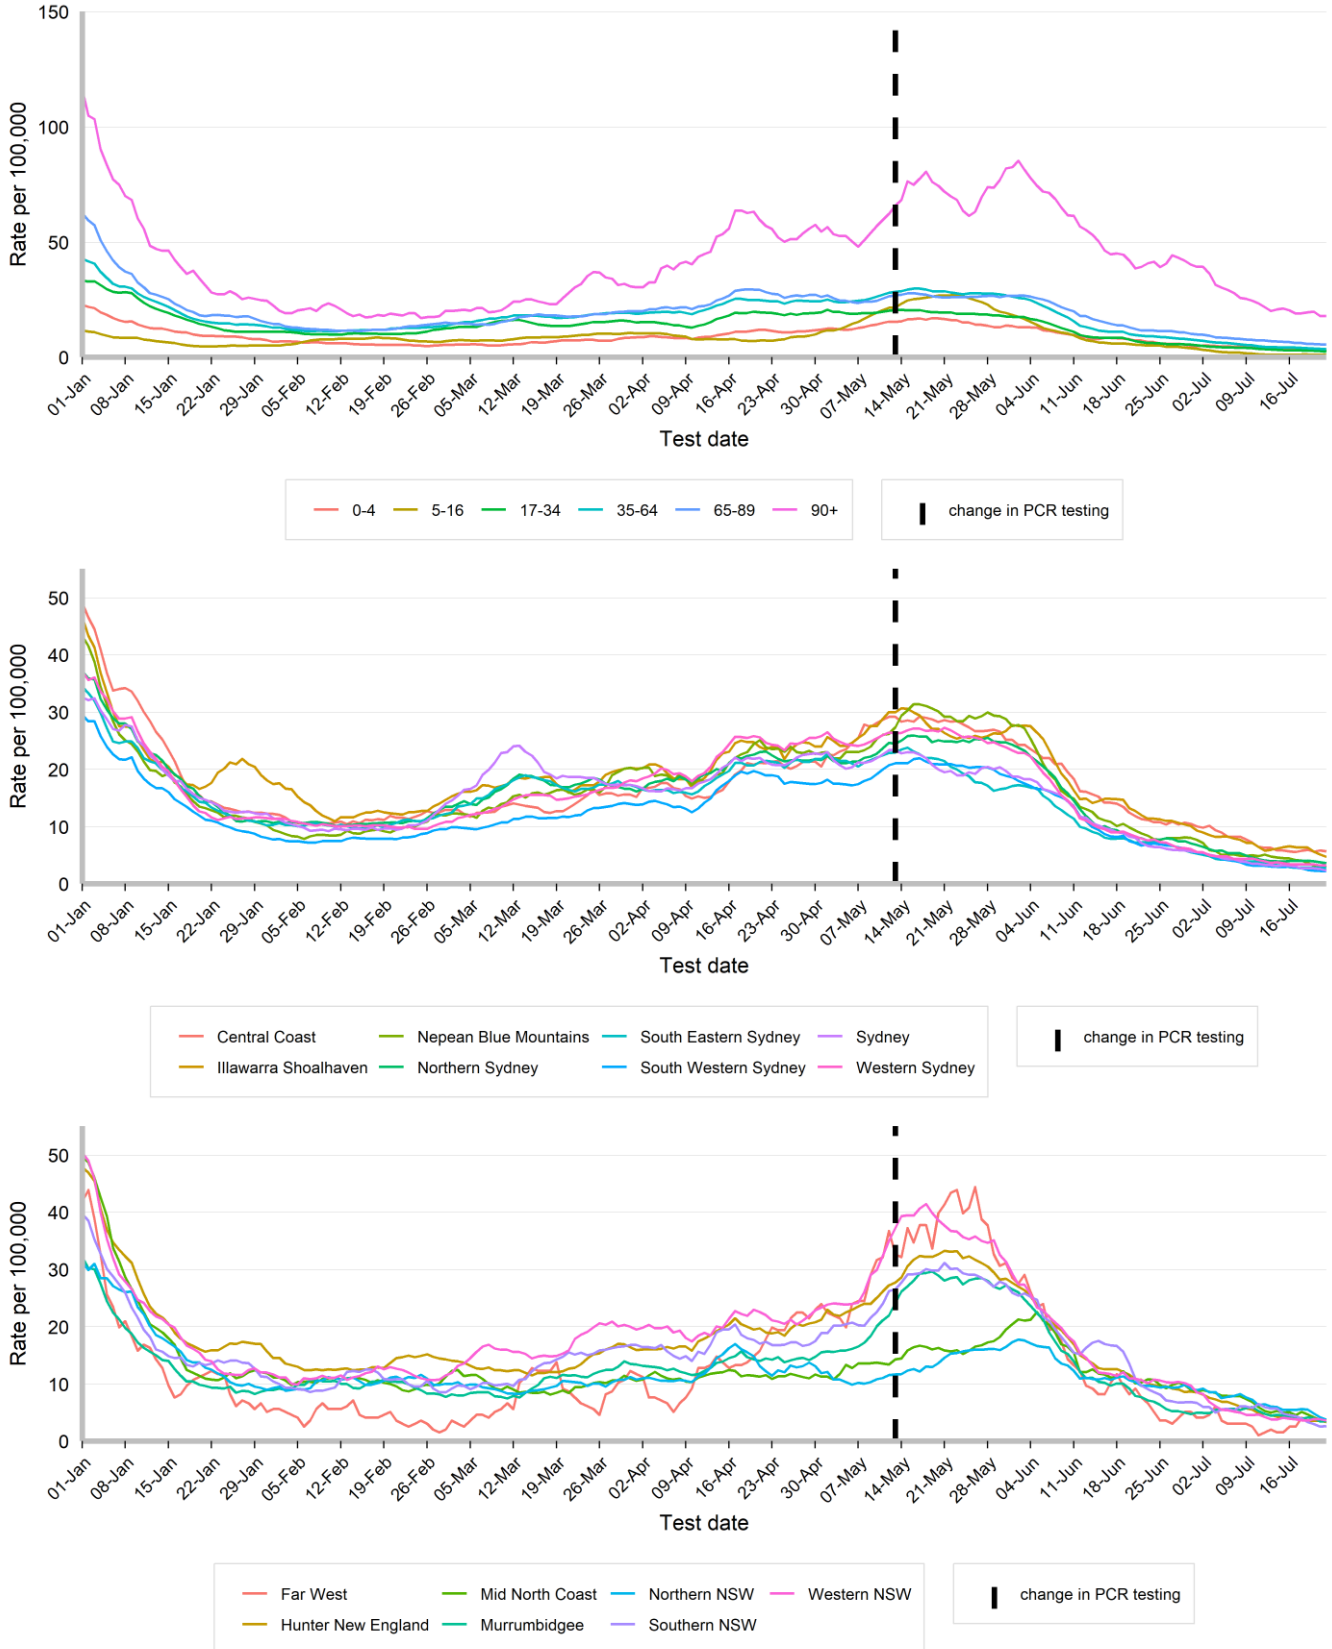 150
100
50
0
Rate per 100,000
01-Jan 08-Jan 15-Jan 22-Jan 29-Jan 05-Feb 12-Feb 19-Feb 26-Feb 05-Mar 12-Mar 19-Mar 26-Mar 02-Apr 09-Apr 16-Apr 23-Apr 30-Apr 07-May 14-May 21-May 28-May 04-Jun 11-Jun 18-Jun 25-Jun 02-Jul 09-Jul 16-Jul
Test date
0-4 5-16 17-34 35-64 65-89 90+ change in PCR testing
50
40
30
20
10
0
Rate per 100,000
01-Jan 08-Jan 15-Jan 22-Jan 29-Jan 05-Feb 12-Feb 19-Feb 26-Feb 05-Mar 12-Mar 19-Mar 26-Mar 02-Apr 09-Apr 16-Apr 23-Apr 30-Apr 07-May 14-May 21-May 28-May 04-Jun 11-Jun 18-Jun 25-Jun 02-Jul 09-Jul 16-Jul
Test date
Central Coast Nepean Blue Mountains South Eastern Sydney Sydney change in PCR testing
Illawarra Shoalhaven Northern Sydney South Western Sydney Western Sydney
50
40
30
20
10
0
Rate per 100,000
01-Jan 08-Jan 15-Jan 22-Jan 29-Jan 05-Feb 12-Feb 19-Feb 26-Feb 05-Mar 12-Mar 19-Mar 26-Mar 02-Apr 09-Apr 16-Apr 23-Apr 30-Apr 07-May 14-May 21-May 28-May 04-Jun 11-Jun 18-Jun 25-Jun 02-Jul 09-Jul 16-Jul
Test date
Far West Mid North Coast Northern NSW Western NSW change in PCR testing
Hunter New England Murrumbidgee Southern NSW